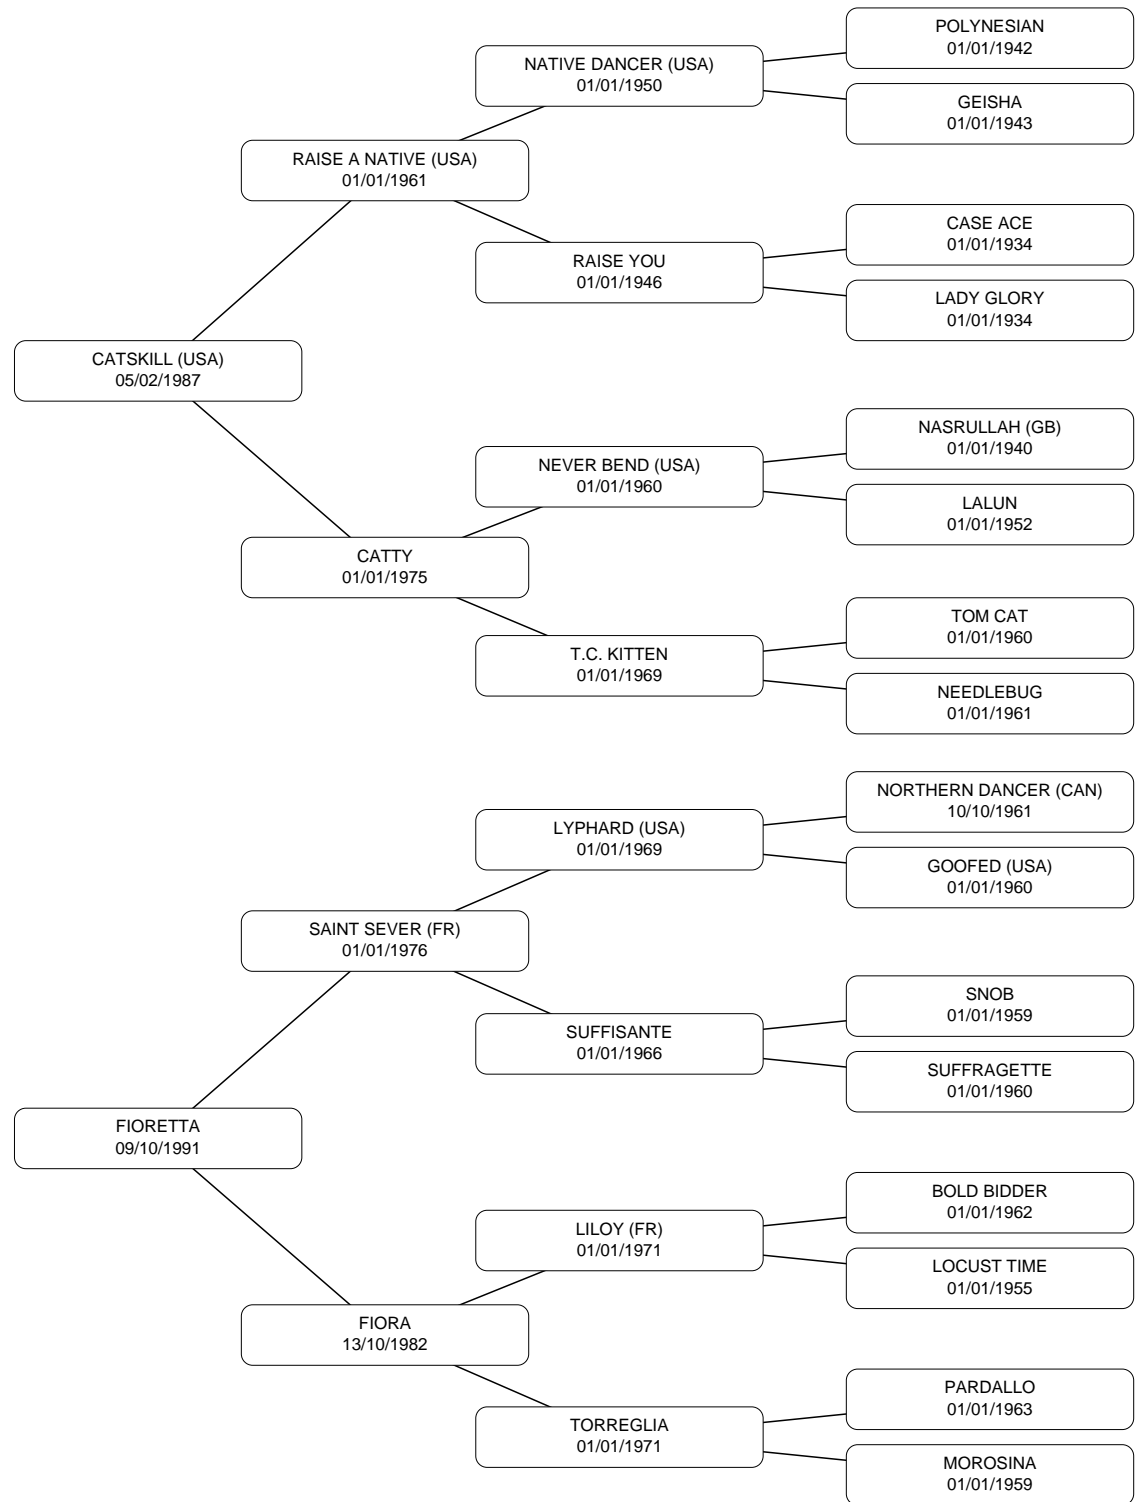 POLYNESIAN
01/01/1942
NATIVE DANCER (USA)
01/01/1950
GEISHA
01/01/1943
RAISE A NATIVE (USA)
01/01/1961
CASE ACE
01/01/1934
RAISE YOU
01/01/1946
LADY GLORY
01/01/1934
CATSKILL (USA)
05/02/1987
NASRULLAH (GB)
01/01/1940
NEVER BEND (USA)
01/01/1960
LALUN
01/01/1952
CATTY
01/01/1975
TOM CAT
01/01/1960
T.C. KITTEN
01/01/1969
NEEDLEBUG
01/01/1961
NORTHERN DANCER (CAN)
10/10/1961
LYPHARD (USA)
01/01/1969
GOOFED (USA)
01/01/1960
SAINT SEVER (FR)
01/01/1976
SNOB
01/01/1959
SUFFISANTE
01/01/1966
SUFFRAGETTE
01/01/1960
FIORETTA
09/10/1991
BOLD BIDDER
01/01/1962
LILOY (FR)
01/01/1971
LOCUST TIME
01/01/1955
FIORA
13/10/1982
PARDALLO
01/01/1963
TORREGLIA
01/01/1971
MOROSINA
01/01/1959